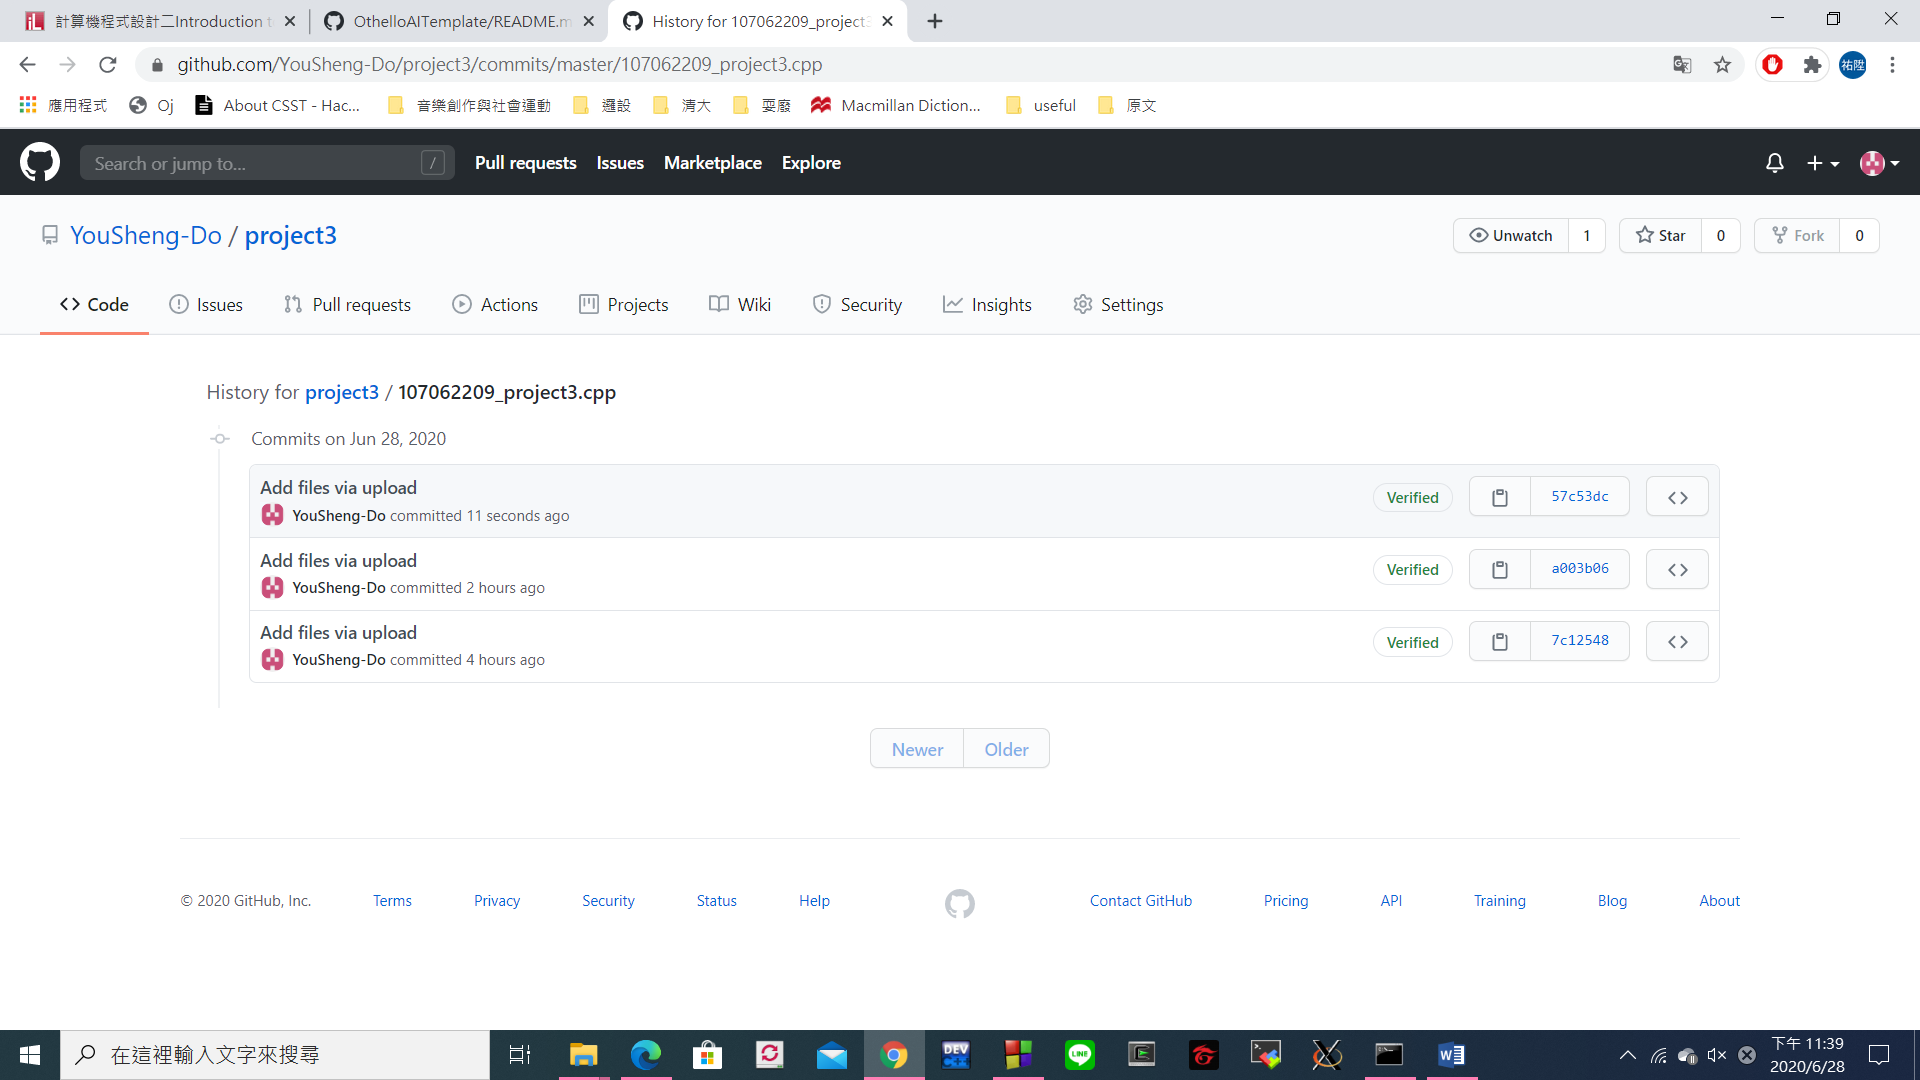 計算機程式設計二Introduction t
OthelloAITemplate/README.m
History for 107062209_project3
github.com/YouSheng-Do/project3/commits/master/107062209_project3.cpp
祐陞
應用程式
Oj
About CSST - Hac...
音樂創作與社會運動
邏設
清大
耍廢
Macmillan Diction...
useful
原文
Search or jump to...
/
Pull requests
Issues
Marketplace
Explore
YouSheng-Do / project3
Unwatch 1
Star 0
Fork 0
Code
Issues
Pull requests
Actions
Projects
Wiki
Security
Insights
Settings
History for project3 / 107062209_project3.cpp
Commits on Jun 28, 2020
Add files via upload
YouSheng-Do committed 11 seconds ago
Verified
57c53dc
Add files via upload
YouSheng-Do committed 2 hours ago
Verified
a003b06
Add files via upload
YouSheng-Do committed 4 hours ago
Verified
7c12548
Newer
Older
© 2020 GitHub, Inc.
Terms
Privacy
Security
Status
Help
Contact GitHub
Pricing
API
Training
Blog
About
在這裡輸入文字來搜尋
DEV
C++
LINE
下午 11:39
2020/6/28